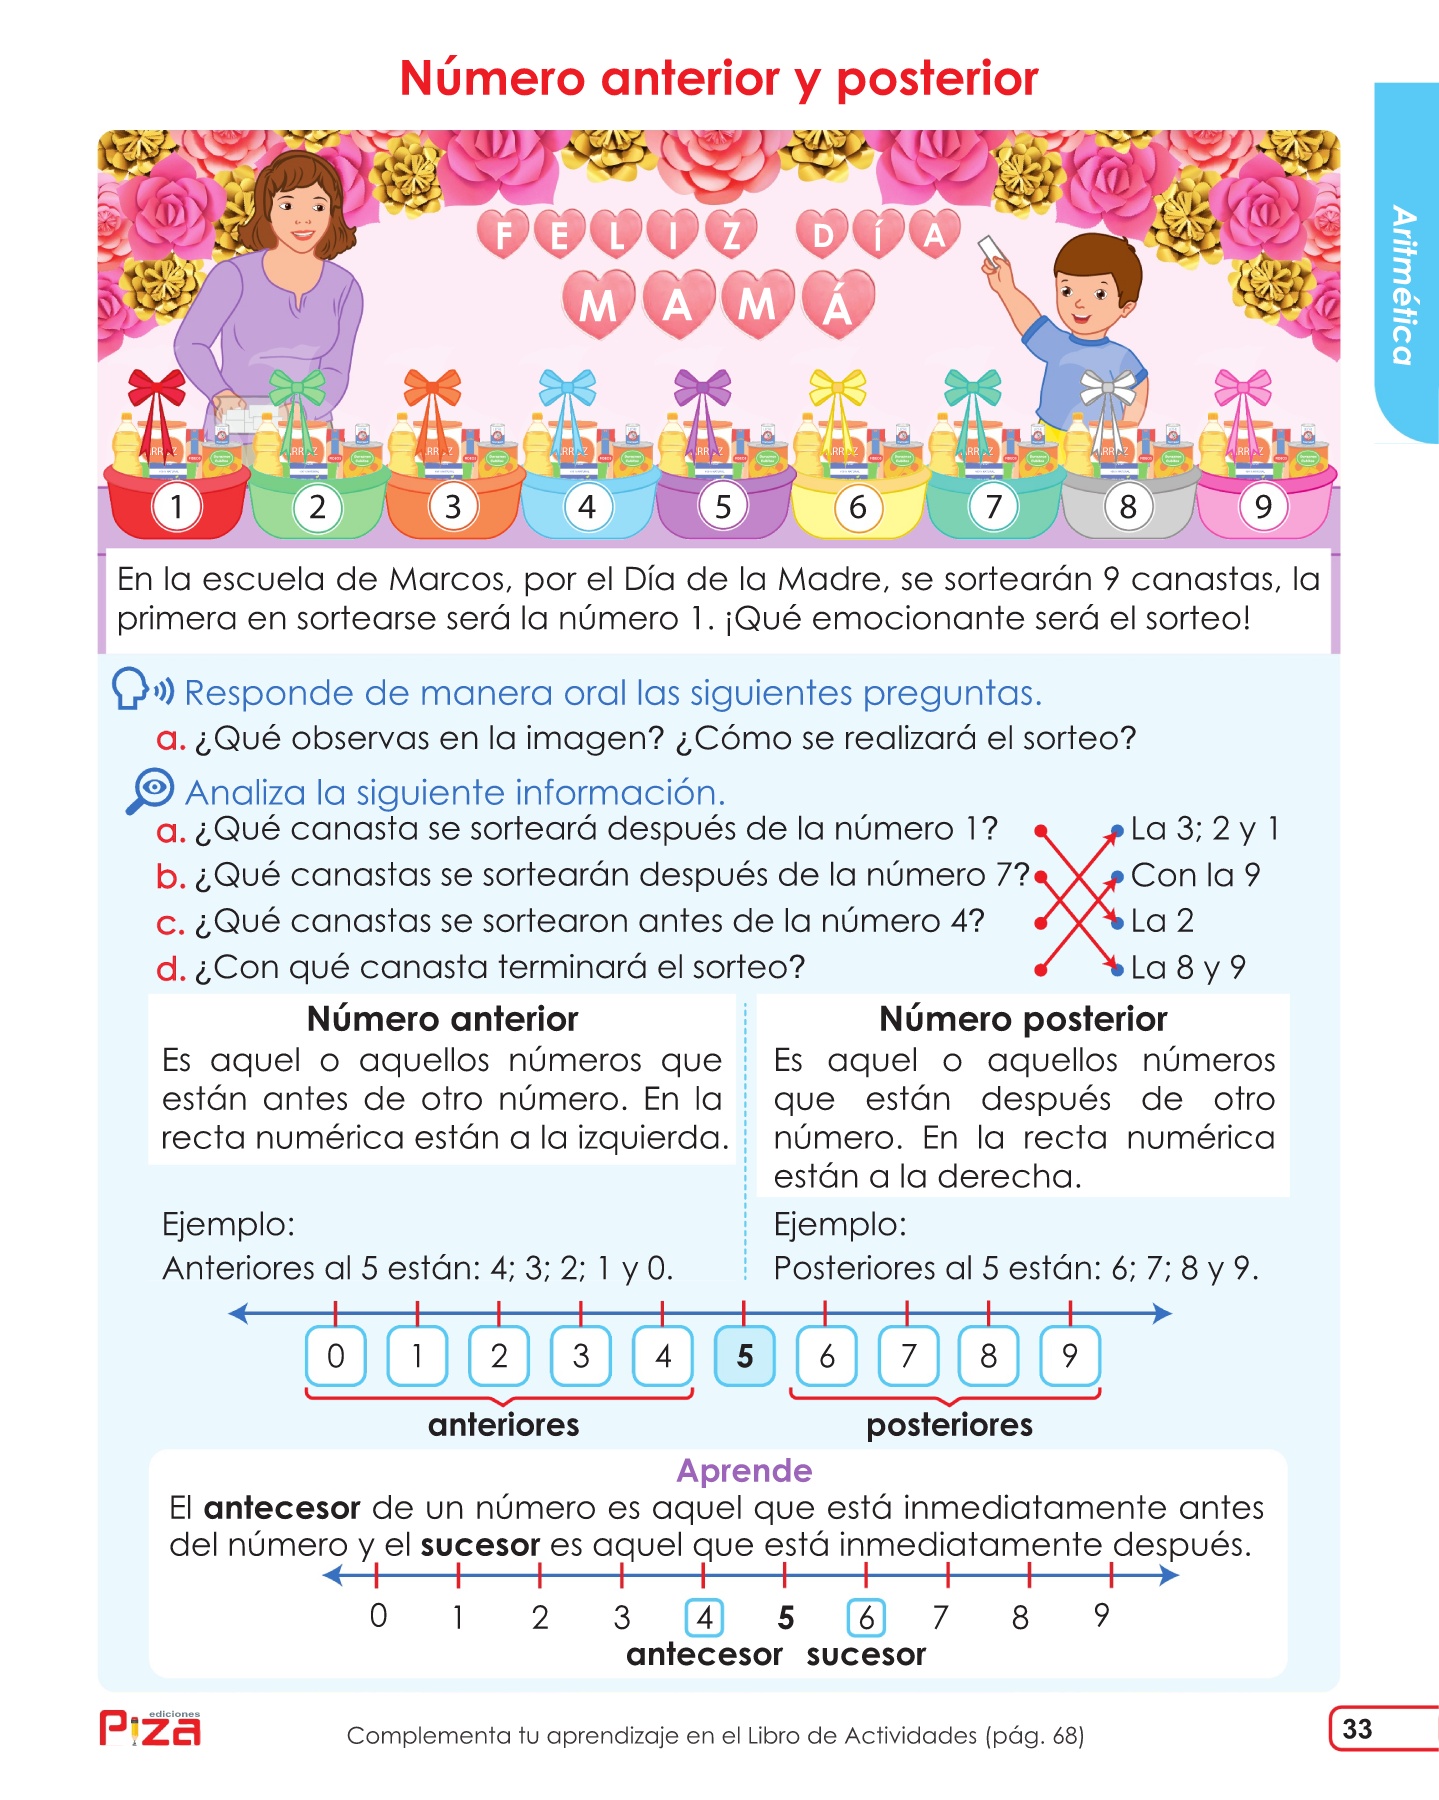 Número anterior y posterior
Aritmética
FELIZ DÍA
MAMÁ
ARROZ ARROZ ARROZ ARROZ ARROZ ARROZ ARROZ ARROZ ARROZ
1 2 3 4 5 6 7 8 9
En la escuela de Marcos, por el Día de la Madre, se sortearán 9 canastas, la
primera en sortearse será la número 1. ¡Qué emocionante será el sorteo!
Responde de manera oral las siguientes preguntas.
a. ¿Qué observas en la imagen? ¿Cómo se realizará el sorteo?
Analiza la siguiente información.
a. ¿Qué canasta se sorteará después de la número 1? La 3; 2 y 1
b. ¿Qué canastas se sortearán después de la número 7? Con la 9
c. ¿Qué canastas se sortearon antes de la número 4? La 2
d. ¿Con qué canasta terminará el sorteo? La 8 y 9
Número anterior
Es aquel o aquellos números que
están antes de otro número. En la
recta numérica están a la izquierda.
Ejemplo:
Anteriores al 5 están: 4; 3; 2; 1 y 0.
Número posterior
Es aquel o aquellos números
que están después de otro
número. En la recta numérica
están a la derecha.
Ejemplo:
Posteriores al 5 están: 6; 7; 8 y 9.
0 1 2 3 4 5 6 7 8 9
anteriores posteriores
Aprende
El antecesor de un número es aquel que está inmediatamente antes
del número y el sucesor es aquel que está inmediatamente después.
0 1 2 3 4 5 6 7 8 9
antecesor sucesor
ediciones
Piza
Complementa tu aprendizaje en el Libro de Actividades (pág. 68)
33